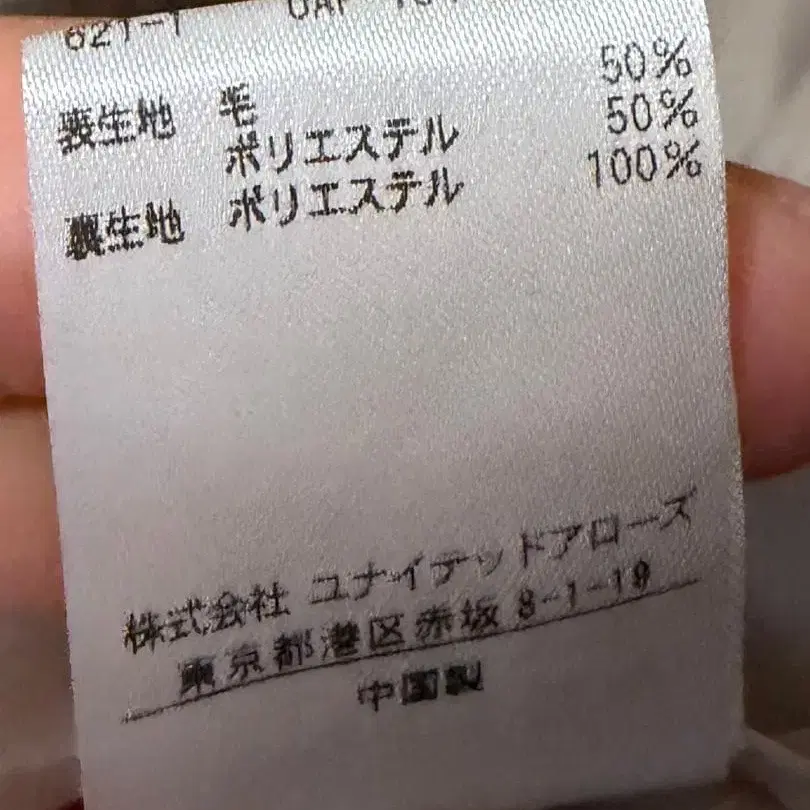 621-1
表生地 毛 50%
ポリエステル 50%
裏生地 ポリエステル 100%
株式会社 ユナイテッドアローズ
東京都港区赤坂 8-1-19
中国製